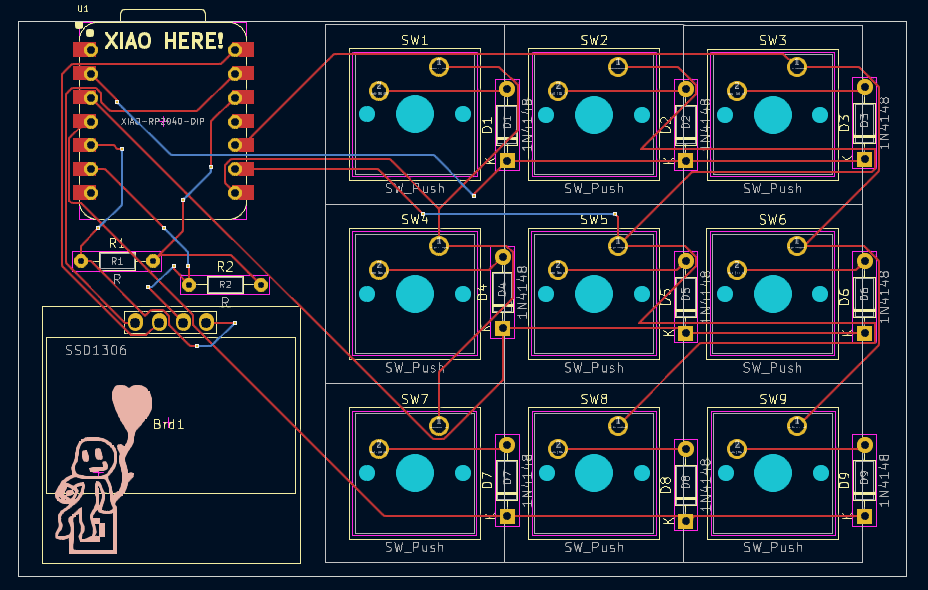 U1
XIAO HERE!
XIAO-RP2040-DIP
SW1
SW2
SW3
1
1
1
2
2
2
D1
D1
1N4148
D2
D2
1N4148
D3
D3
1N4148
K
K
SW_Push
SW_Push
SW_Push
SW4
SW5
SW6
R1
R1
R
R2
R2
R
1
1
1
2
2
2
D4
D4
1N4148
D5
D5
1N4148
D6
D6
1N4148
K
K
K
SW_Push
SW_Push
SW_Push
SSD1306
Brd1
SW7
SW8
SW9
1
1
1
2
2
2
D7
D7
1N4148
D8
D8
1N4148
D9
D9
1N4148
K
K
K
SW_Push
SW_Push
SW_Push